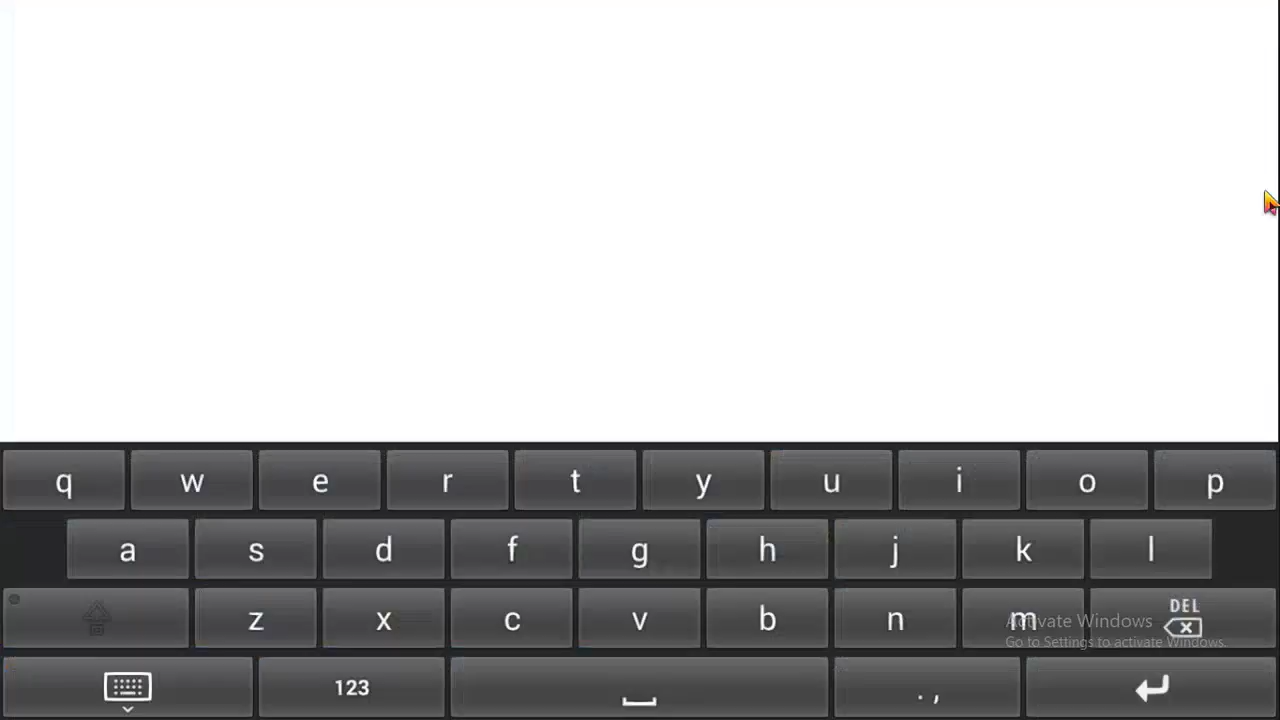 q w e r t y u i o p
a s d f g h j k l
z x c v b n m DEL
Activate Windows
Go to Settings to activate Windows.
123 . ,